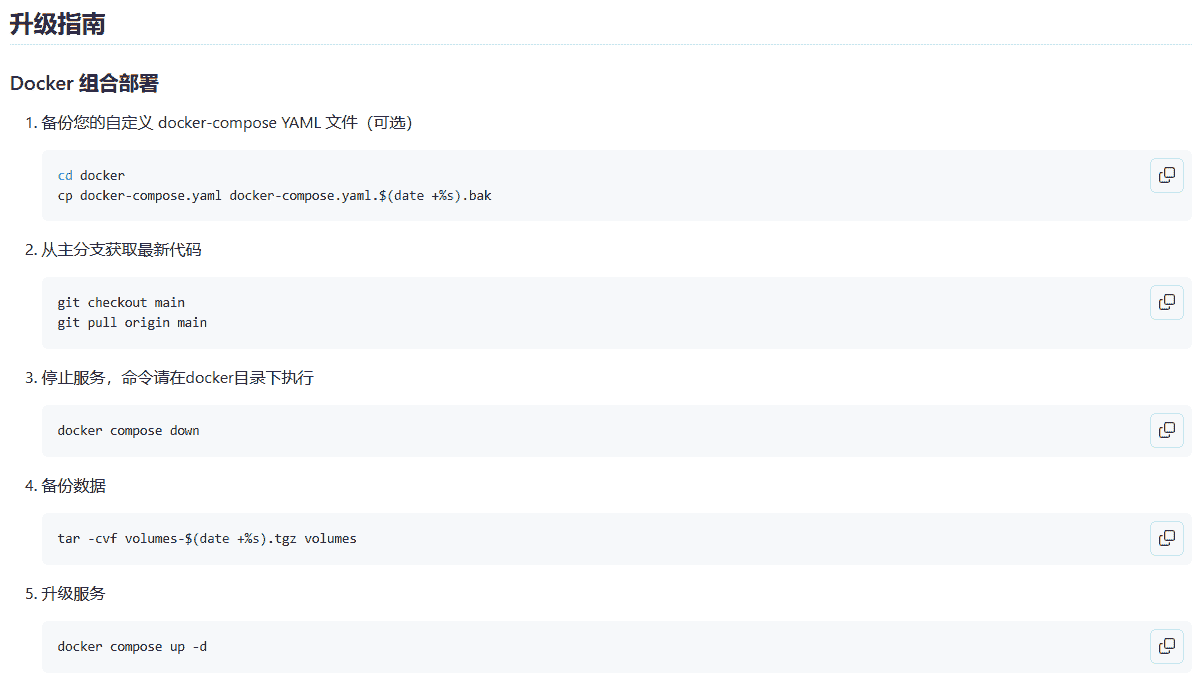 升级指南
Docker 组合部署
1. 备份您的自定义 docker-compose YAML 文件（可选）
cd docker
cp docker-compose.yaml docker-compose.yaml.$(date +%s).bak
2. 从主分支获取最新代码
git checkout main
git pull origin main
3. 停止服务，命令请在docker目录下执行
docker compose down
4. 备份数据
tar -cvf volumes-$(date +%s).tgz volumes
5. 升级服务
docker compose up -d